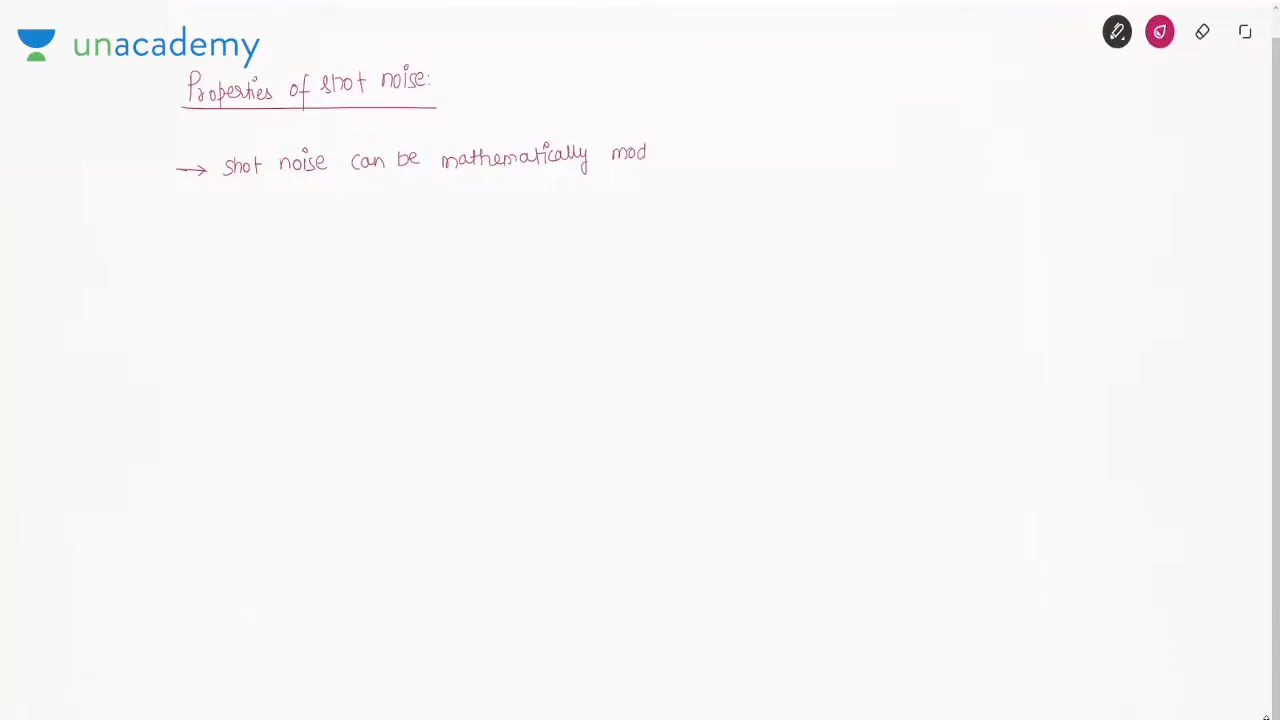 unacademy
Properties of shot noise:
→ shot noise can be mathematically mod